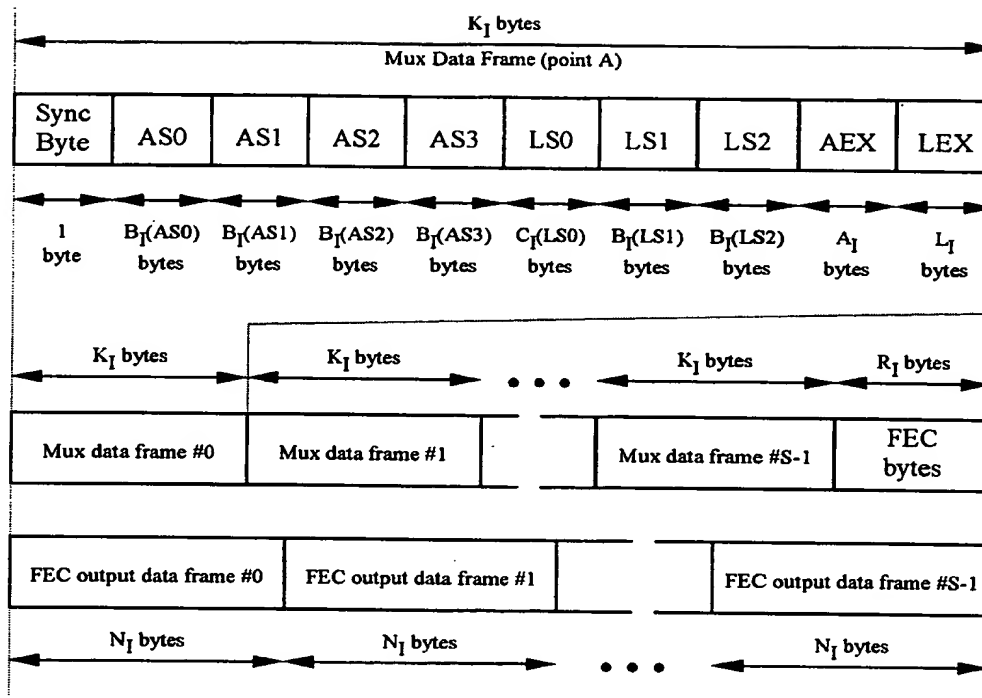 K_I bytes
Mux Data Frame (point A)
Sync Byte AS0 AS1 AS2 AS3 LS0 LS1 LS2 AEX LEX
1 byte B_I(AS0) bytes B_I(AS1) bytes B_I(AS2) bytes B_I(AS3) bytes C_I(LS0) bytes B_I(LS1) bytes B_I(LS2) bytes A_I bytes L_I bytes
K_I bytes K_I bytes • • • K_I bytes R_I bytes
Mux data frame #0 Mux data frame #1 Mux data frame #S-1 FEC bytes
FEC output data frame #0 FEC output data frame #1 FEC output data frame #S-1
N_I bytes N_I bytes • • • N_I bytes